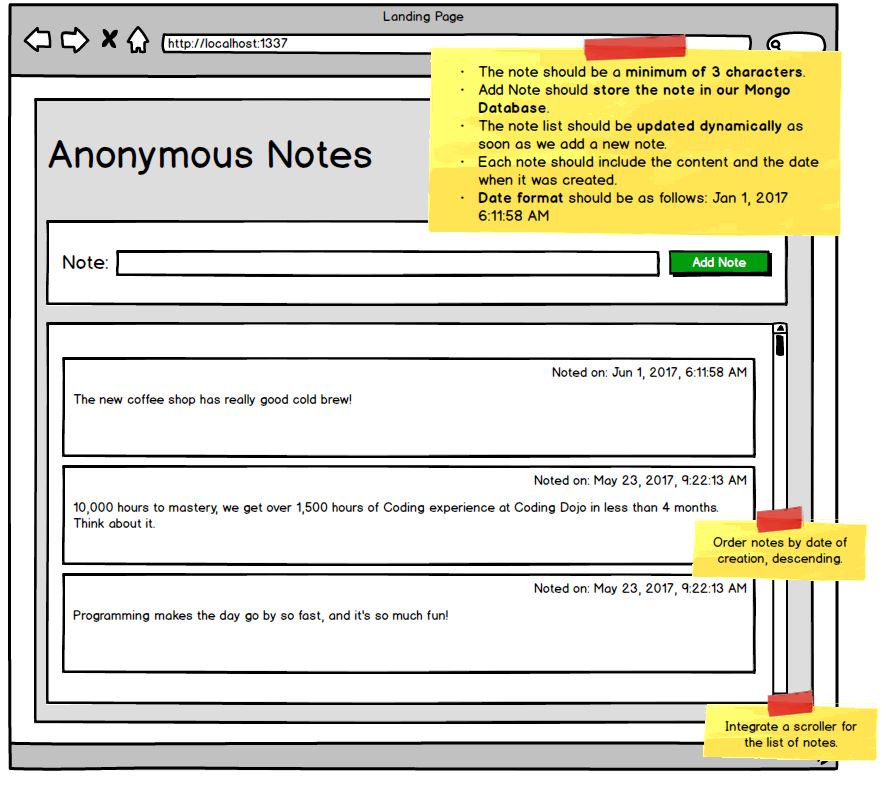 Landing Page
http://localhost:1337
· The note should be a minimum of 3 characters.
· Add Note should store the note in our Mongo
Database.
· The note list should be updated dynamically as
soon as we add a new note.
· Each note should include the content and the date
when it was created.
· Date format should be as follows: Jan 1, 2017
6:11:58 AM
Anonymous Notes
Note:
Add Note
Noted on: Jun 1, 2017, 6:11:58 AM
The new coffee shop has really good cold brew!
Noted on: May 23, 2017, 9:22:13 AM
10,000 hours to mastery, we get over 1,500 hours of Coding experience at Coding Dojo in less than 4 months.
Think about it.
Order notes by date of
creation, descending.
Noted on: May 23, 2017, 9:22:13 AM
Programming makes the day go by so fast, and it's so much fun!
Integrate a scroller for
the list of notes.